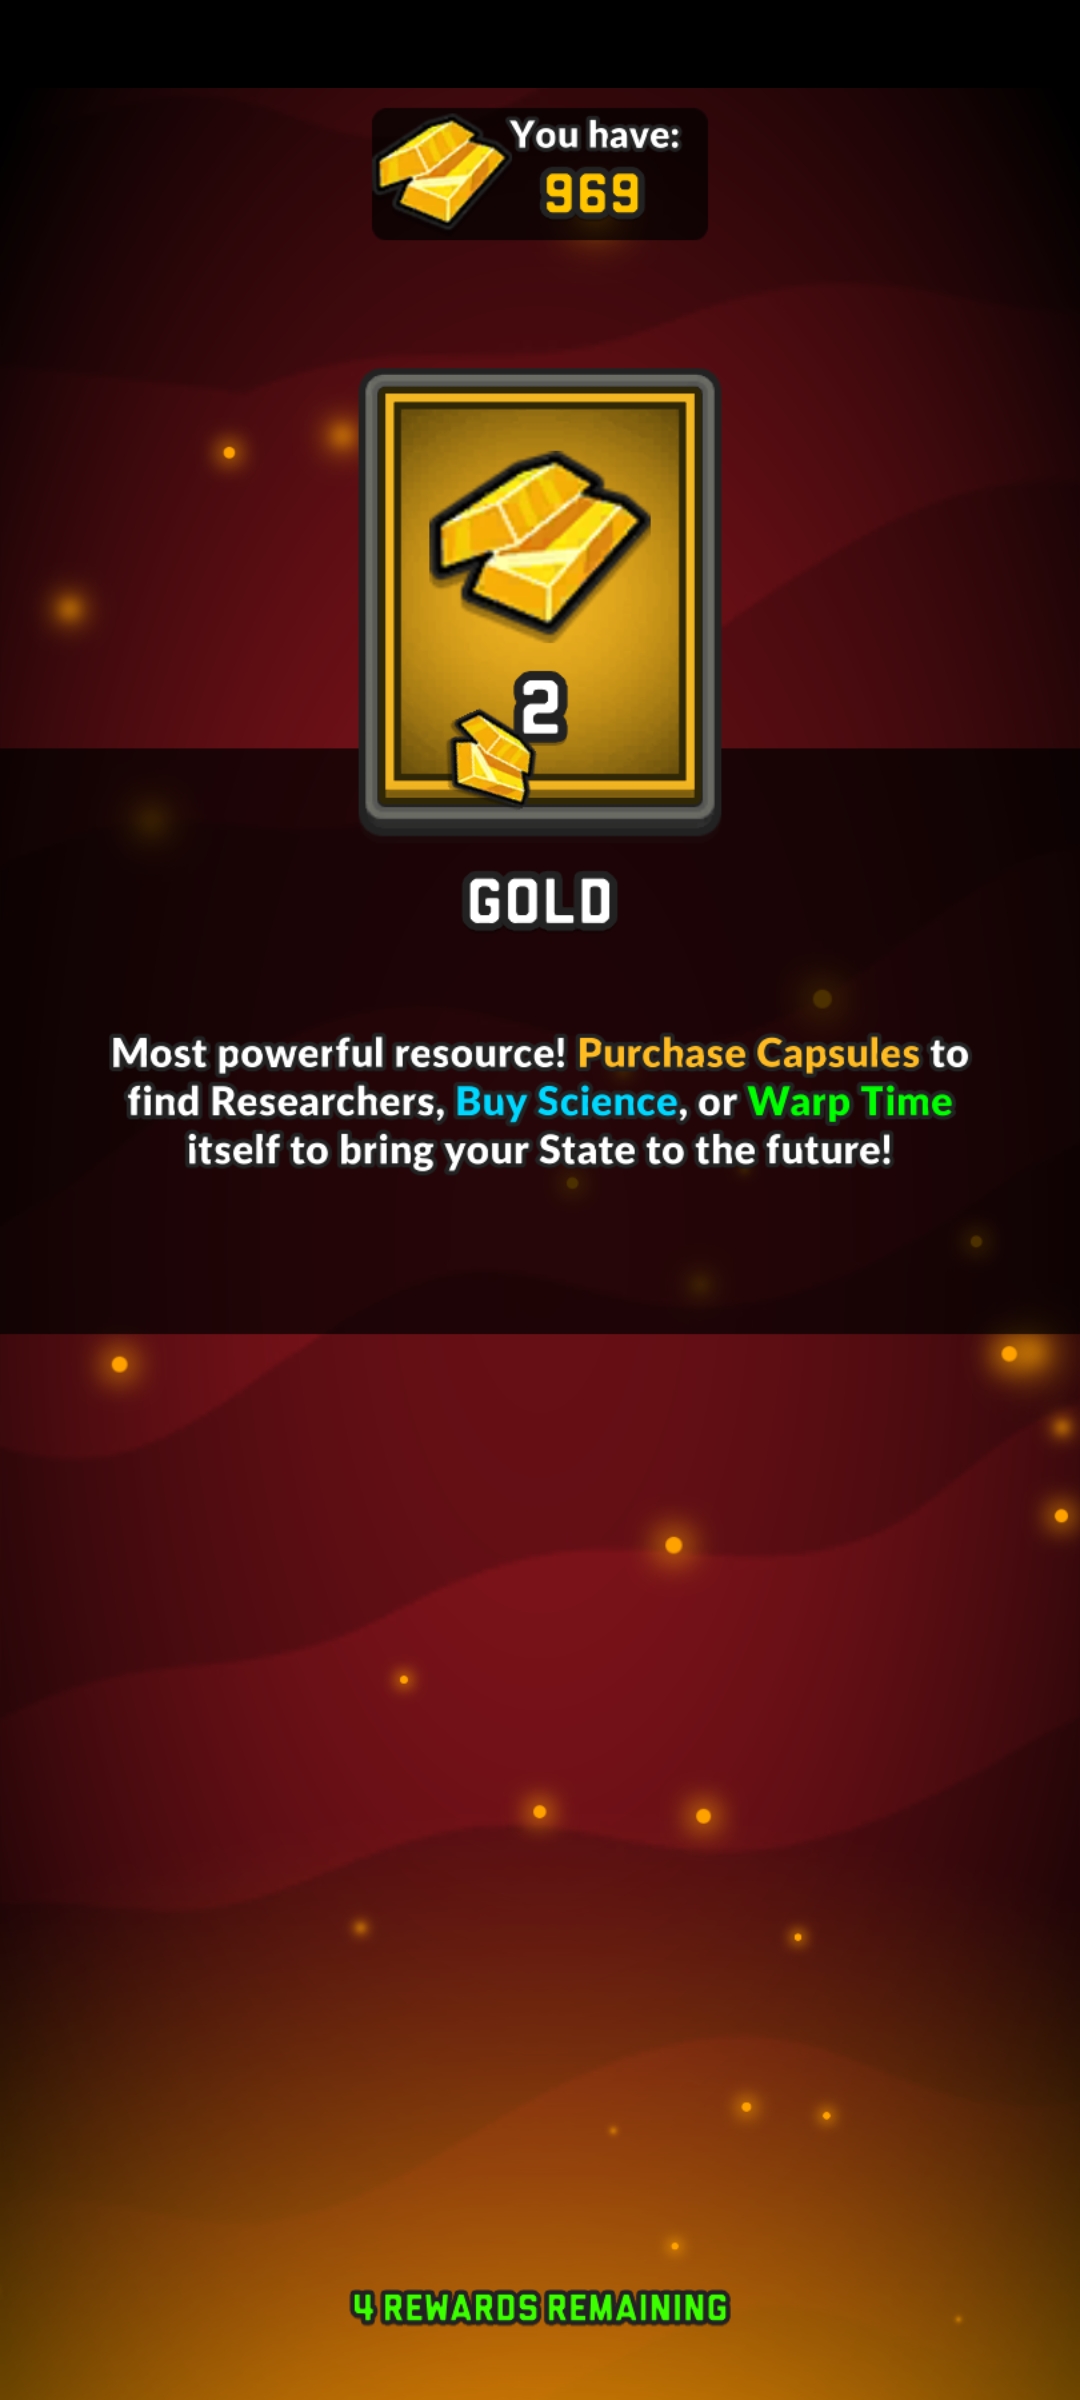 You have:
969
2
GOLD
Most powerful resource! Purchase Capsules to
find Researchers, Buy Science, or Warp Time
itself to bring your State to the future!
4 REWARDS REMAINING